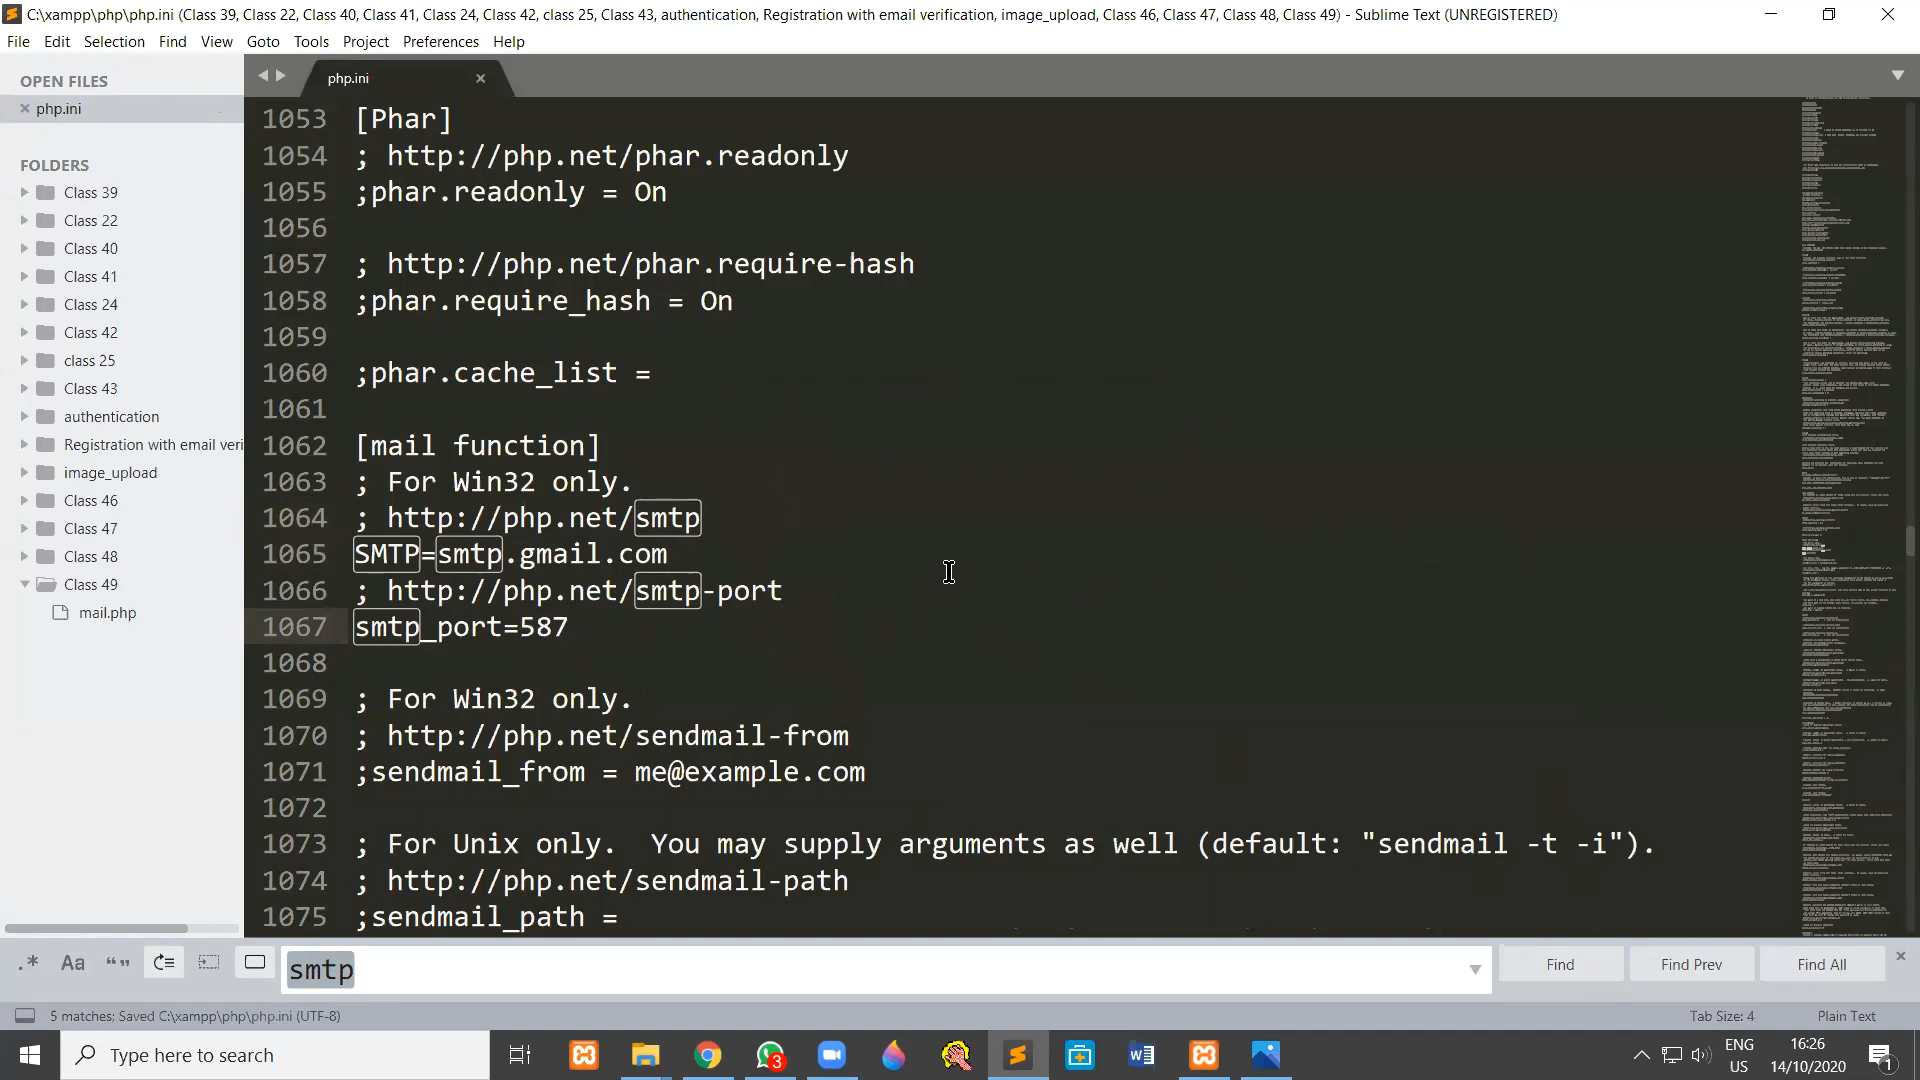 C:\xampp\php\php.ini (Class 39, Class 22, Class 40, Class 41, Class 24, Class 42, class 25, Class 43, authentication, Registration with email verification, image_upload, Class 46, Class 47, Class 48, Class 49) - Sublime Text (UNREGISTERED)
File Edit Selection Find View Goto Tools Project Preferences Help
OPEN FILES
php.ini
FOLDERS
Class 39
Class 22
Class 40
Class 41
Class 24
Class 42
class 25
Class 43
authentication
Registration with email veri
image_upload
Class 46
Class 47
Class 48
Class 49
mail.php
php.ini
1053 [Phar]
1054 ; http://php.net/phar.readonly
1055 ;phar.readonly = On
1056
1057 ; http://php.net/phar.require-hash
1058 ;phar.require_hash = On
1059
1060 ;phar.cache_list =
1061
1062 [mail function]
1063 ; For Win32 only.
1064 ; http://php.net/smtp
1065 SMTP=smtp.gmail.com
1066 ; http://php.net/smtp-port
1067 smtp_port=587
1068
1069 ; For Win32 only.
1070 ; http://php.net/sendmail-from
1071 ;sendmail_from = me@example.com
1072
1073 ; For Unix only.  You may supply arguments as well (default: "sendmail -t -i").
1074 ; http://php.net/sendmail-path
1075 ;sendmail_path =
.* Aa “ ” smtp Find Find Prev Find All
5 matches; Saved C:\xampp\php\php.ini (UTF-8) Tab Size: 4 Plain Text
Type here to search
3
ENG
US
16:26
14/10/2020
1